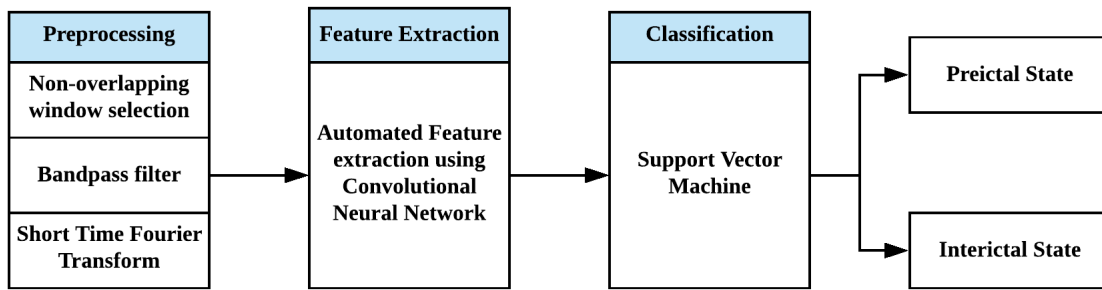 Preprocessing
Non-overlapping
window selection
Bandpass filter
Short Time Fourier
Transform
Feature Extraction
Automated Feature
extraction using
Convolutional
Neural Network
Classification
Support Vector
Machine
Preictal State
Interictal State